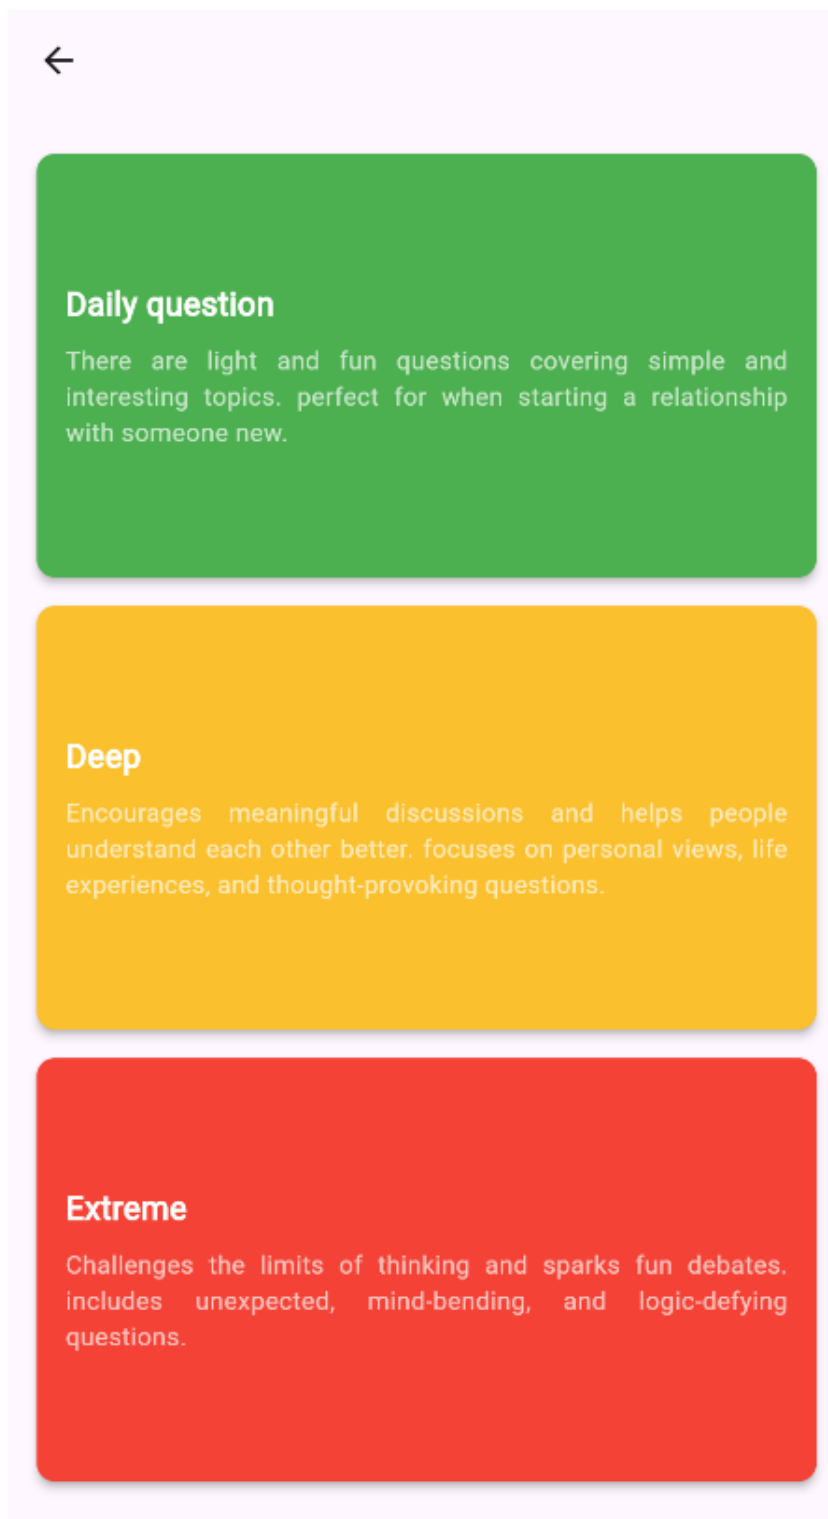 Daily question
There are light and fun questions covering simple and
interesting topics. perfect for when starting a relationship
with someone new.
Deep
Encourages meaningful discussions and helps people
understand each other better. focuses on personal views, life
experiences, and thought-provoking questions.
Extreme
Challenges the limits of thinking and sparks fun debates.
includes unexpected, mind-bending, and logic-defying
questions.